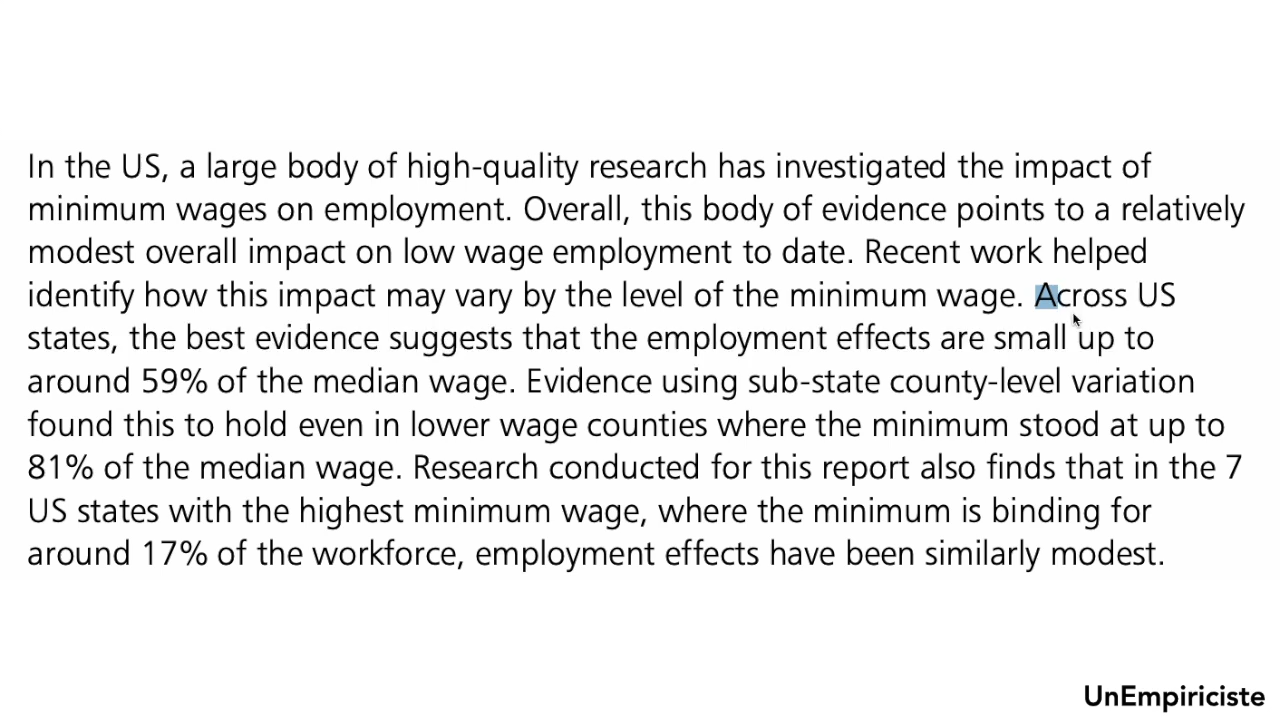 In the US, a large body of high-quality research has investigated the impact of
minimum wages on employment. Overall, this body of evidence points to a relatively
modest overall impact on low wage employment to date. Recent work helped
identify how this impact may vary by the level of the minimum wage. Across US
states, the best evidence suggests that the employment effects are small up to
around 59% of the median wage. Evidence using sub-state county-level variation
found this to hold even in lower wage counties where the minimum stood at up to
81% of the median wage. Research conducted for this report also finds that in the 7
US states with the highest minimum wage, where the minimum is binding for
around 17% of the workforce, employment effects have been similarly modest.
UnEmpiriciste